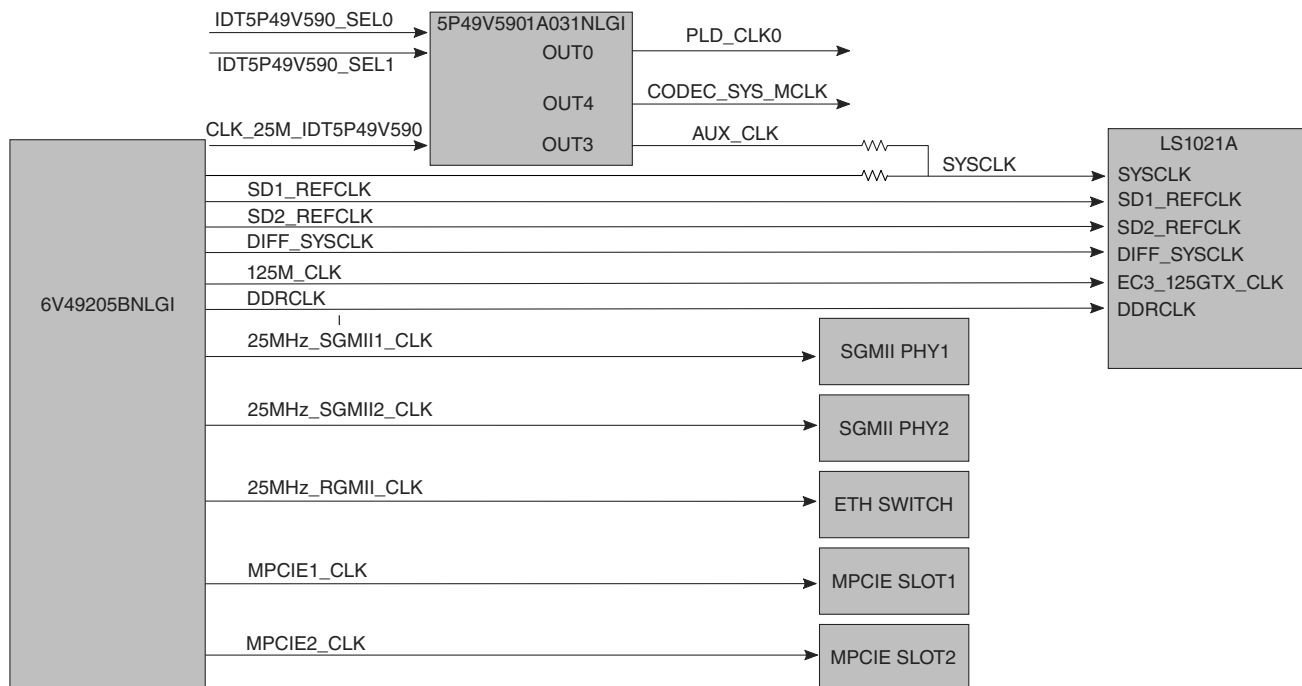 IDT5P49V590_SEL0
IDT5P49V590_SEL1
CLK_25M_IDT5P49V590
5P49V5901A031NLGI
OUT0
OUT4
OUT3
PLD_CLK0
CODEC_SYS_MCLK
AUX_CLK
SYSCLK
LS1021A
SYSCLK
SD1_REFCLK
SD2_REFCLK
DIFF_SYSCLK
EC3_125GTX_CLK
DDRCLK
6V49205BNLGI
SD1_REFCLK
SD2_REFCLK
DIFF_SYSCLK
125M_CLK
DDRCLK
25MHz_SGMII1_CLK
SGMII PHY1
25MHz_SGMII2_CLK
SGMII PHY2
25MHz_RGMII_CLK
ETH SWITCH
MPCIE1_CLK
MPCIE SLOT1
MPCIE2_CLK
MPCIE SLOT2